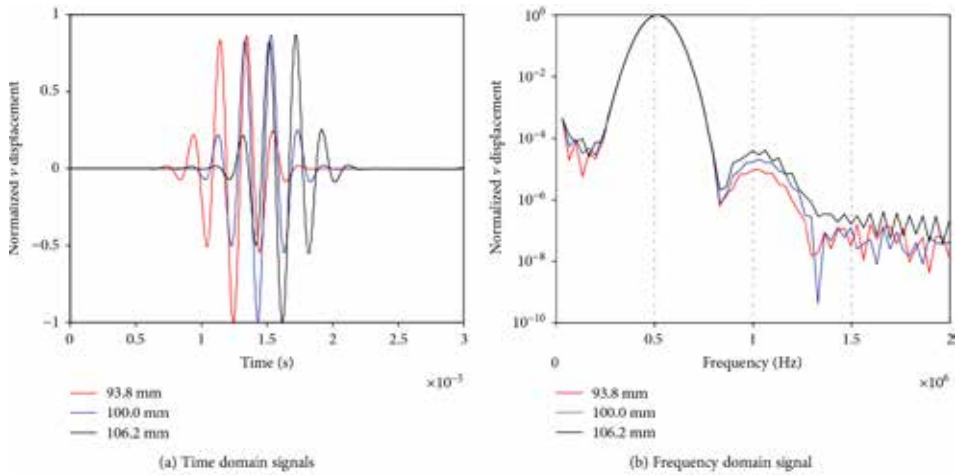 Normalized v displacement
1
0.5
0
−0.5
−1
0
0.5
1
1.5
2
2.5
3
Time (s)
×10⁻⁵
93.8 mm
100.0 mm
106.2 mm
(a) Time domain signals
Normalized v displacement
10⁰
10⁻²
10⁻⁴
10⁻⁶
10⁻⁸
10⁻¹⁰
0
0.5
1
1.5
2
Frequency (Hz)
×10⁶
93.8 mm
100.0 mm
106.2 mm
(b) Frequency domain signal